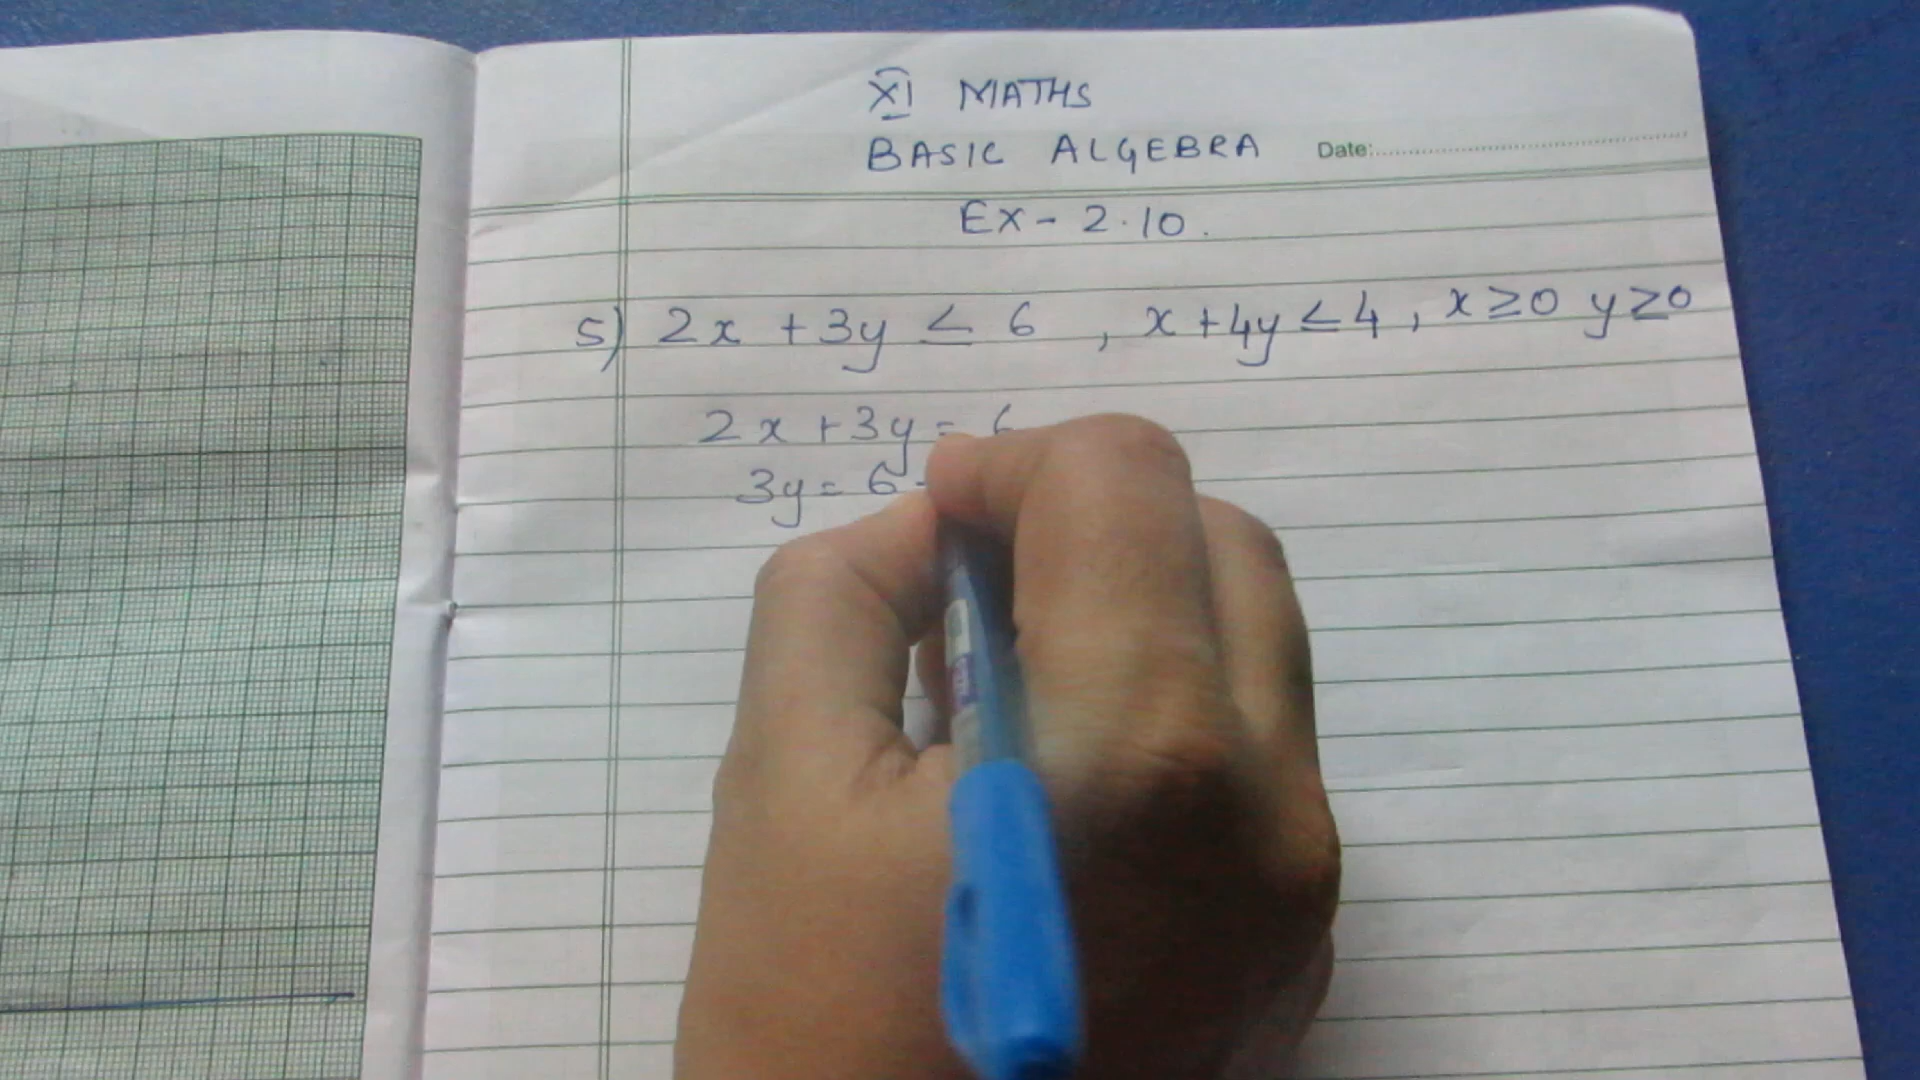 XI MATHS
BASIC ALGEBRA
Date:
EX - 2.10.
5) 2x + 3y ≤ 6 , x + 4y ≤ 4 , x ≥ 0 y ≥ 0
2x + 3y = 6
3y = 6 -